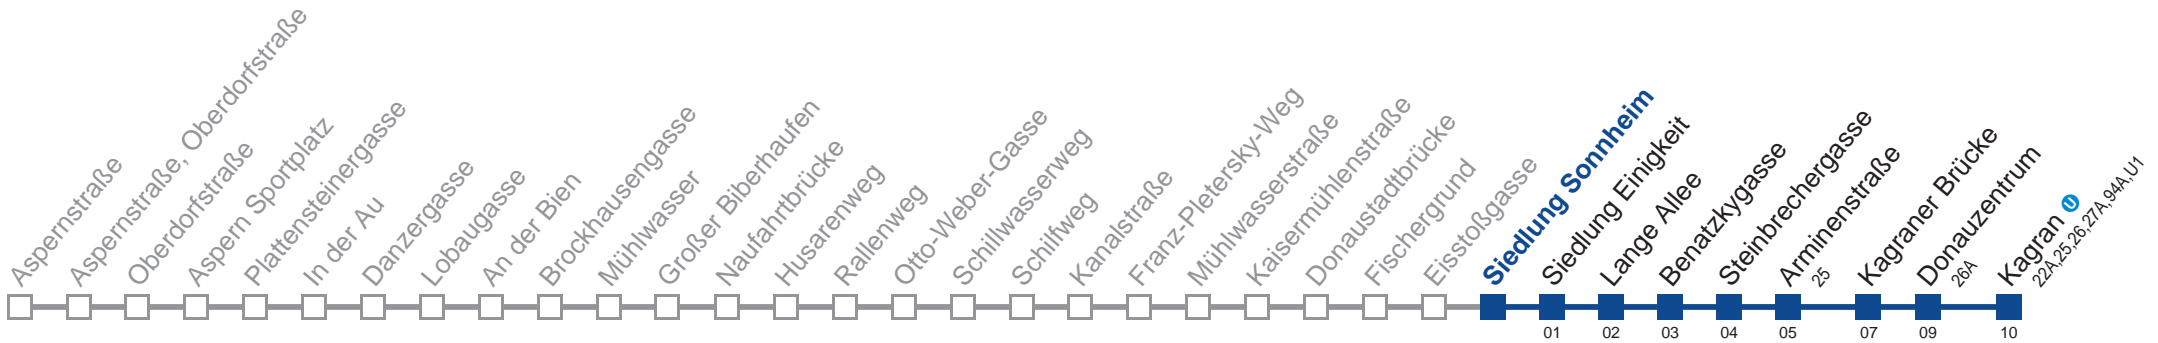 Aspernstraße
Aspernstraße, Oberdorfstraße
Oberdorfstraße
Aspern Sportplatz
Plattensteinergasse
In der Au
Danzergasse
Lobaugasse
An der Bien
Brockhausengasse
Mühlwasser
Großer Biberhaufen
Naufahrtbrücke
Husarenweg
Rallenweg
Otto-Weber-Gasse
Schillwasserweg
Schilfweg
Kanalstraße
Franz-Pletersky-Weg
Mühlwasserstraße
Kaisermühlenstraße
Donaustadtbrücke
Fischergrund
Eisstoßgasse
Siedlung Sonnheim
Siedlung Einigkeit
01
Lange Allee
02
Benatzkygasse
03
Steinbrechergasse
04
Arminenstraße
25
05
Kagraner Brücke
07
Donauzentrum
26A
09
Kagran U
22A,25,26,27A,94A,U1
10